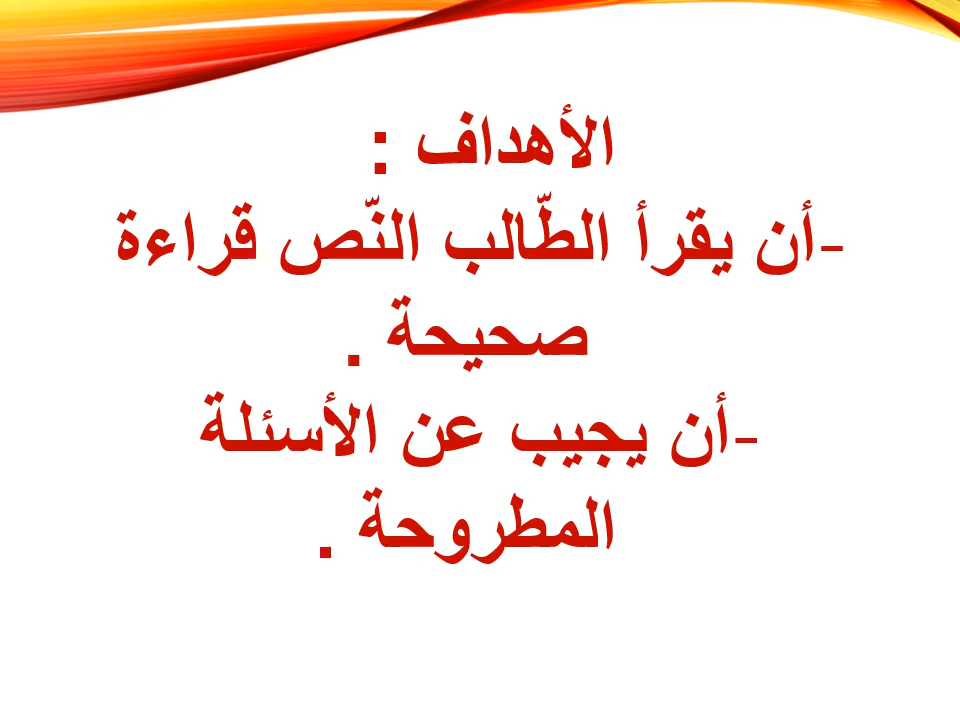 الأهداف :
-أن يقرأ الطّالب النّص قراءة
صحيحة .
-أن يجيب عن الأسئلة
المطروحة .